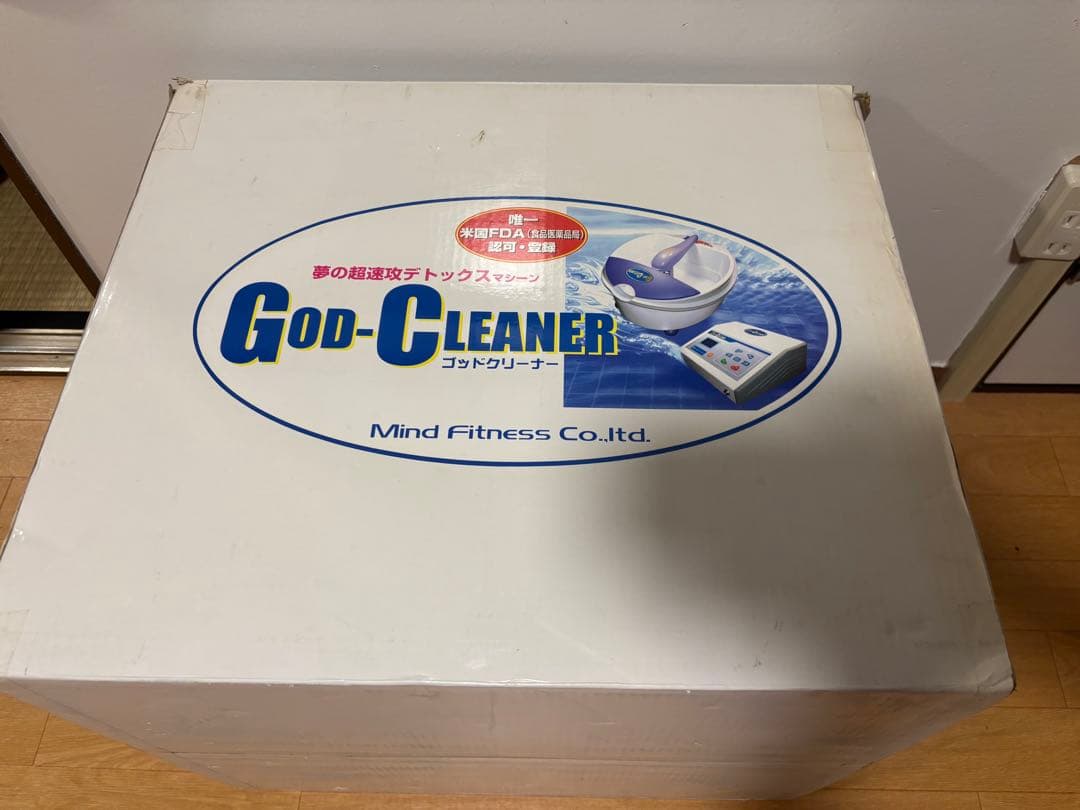 唯一
米国FDA（食品医薬品局）
認可・登録
夢の超速攻デトックスマシーン
GOD-CLEANER
ゴッドクリーナー
Mind Fitness Co.,ltd.